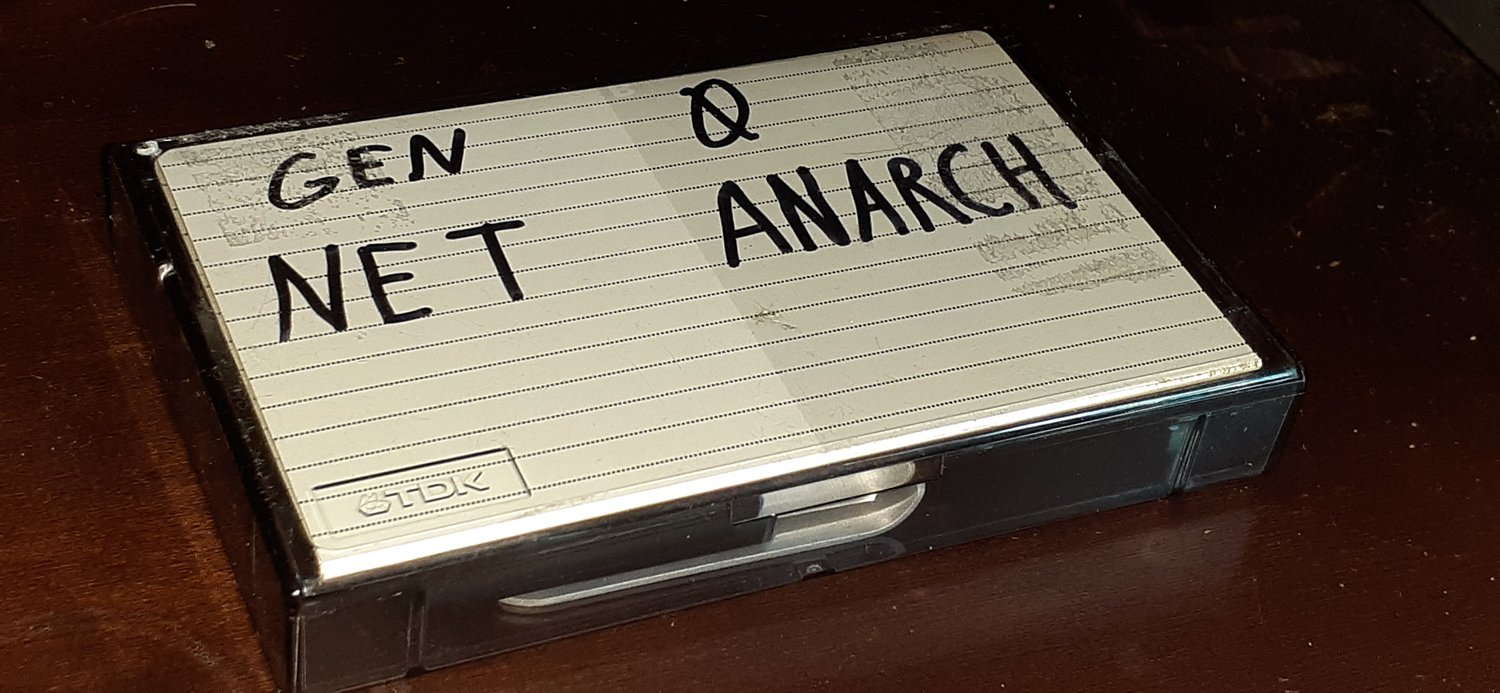 GEN Ø
NET ANARCH
TDK